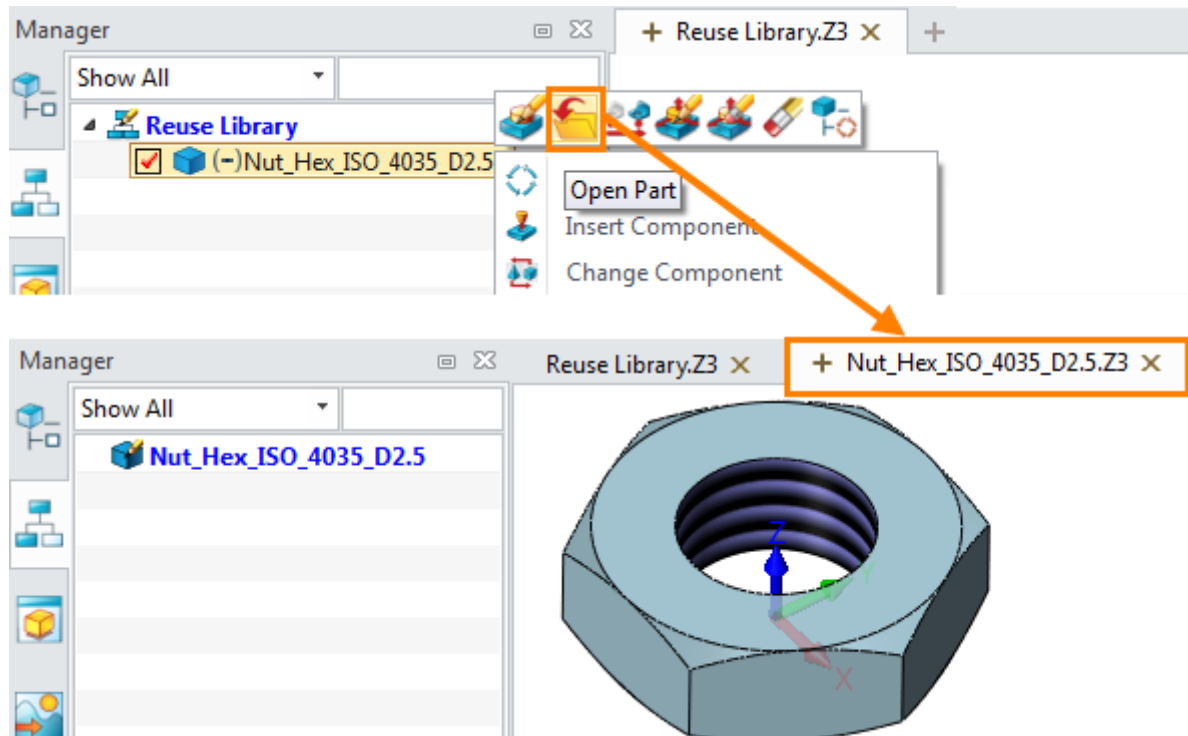 Manager
+ Reuse Library.Z3 ✕ +
Show All
Reuse Library
(-)Nut_Hex_ISO_4035_D2.5
Open Part
Insert Component
Change Component
Manager
Reuse Library.Z3 ✕ + Nut_Hex_ISO_4035_D2.5.Z3 ✕
Show All
Nut_Hex_ISO_4035_D2.5
Z
Y
X